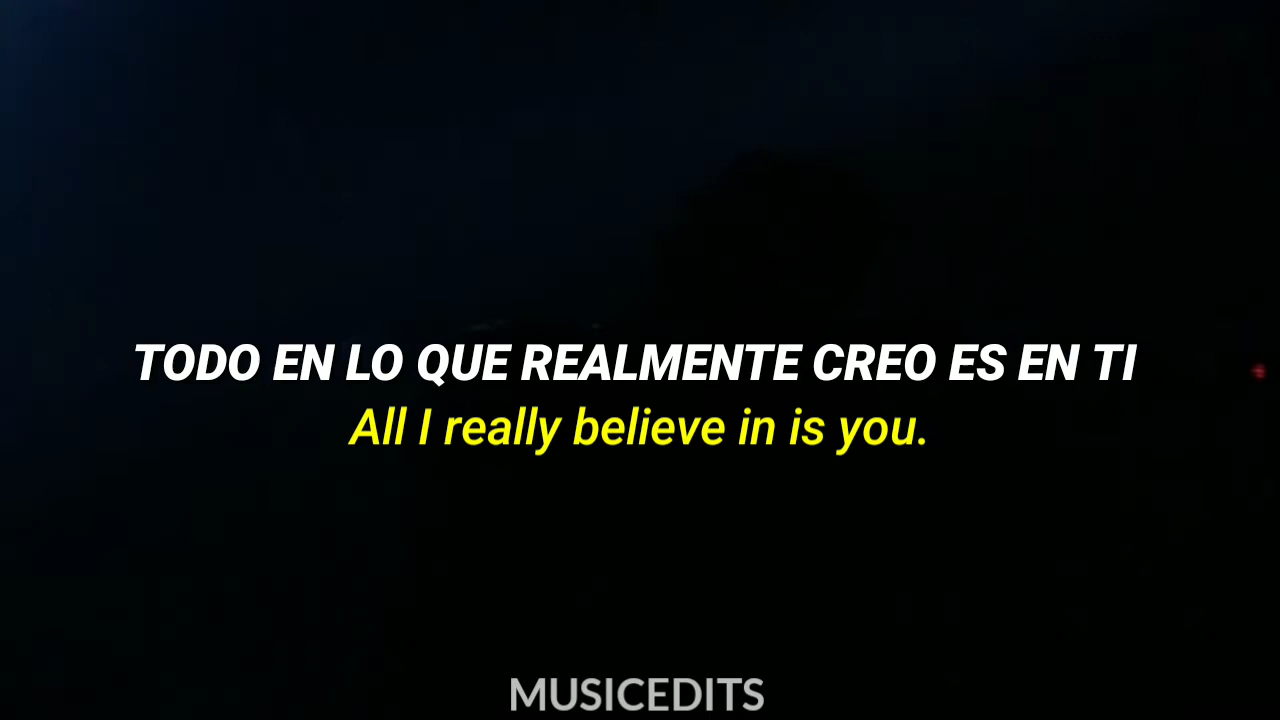 TODO EN LO QUE REALMENTE CREO ES EN TI
All I really believe in is you.
MUSICEDITS